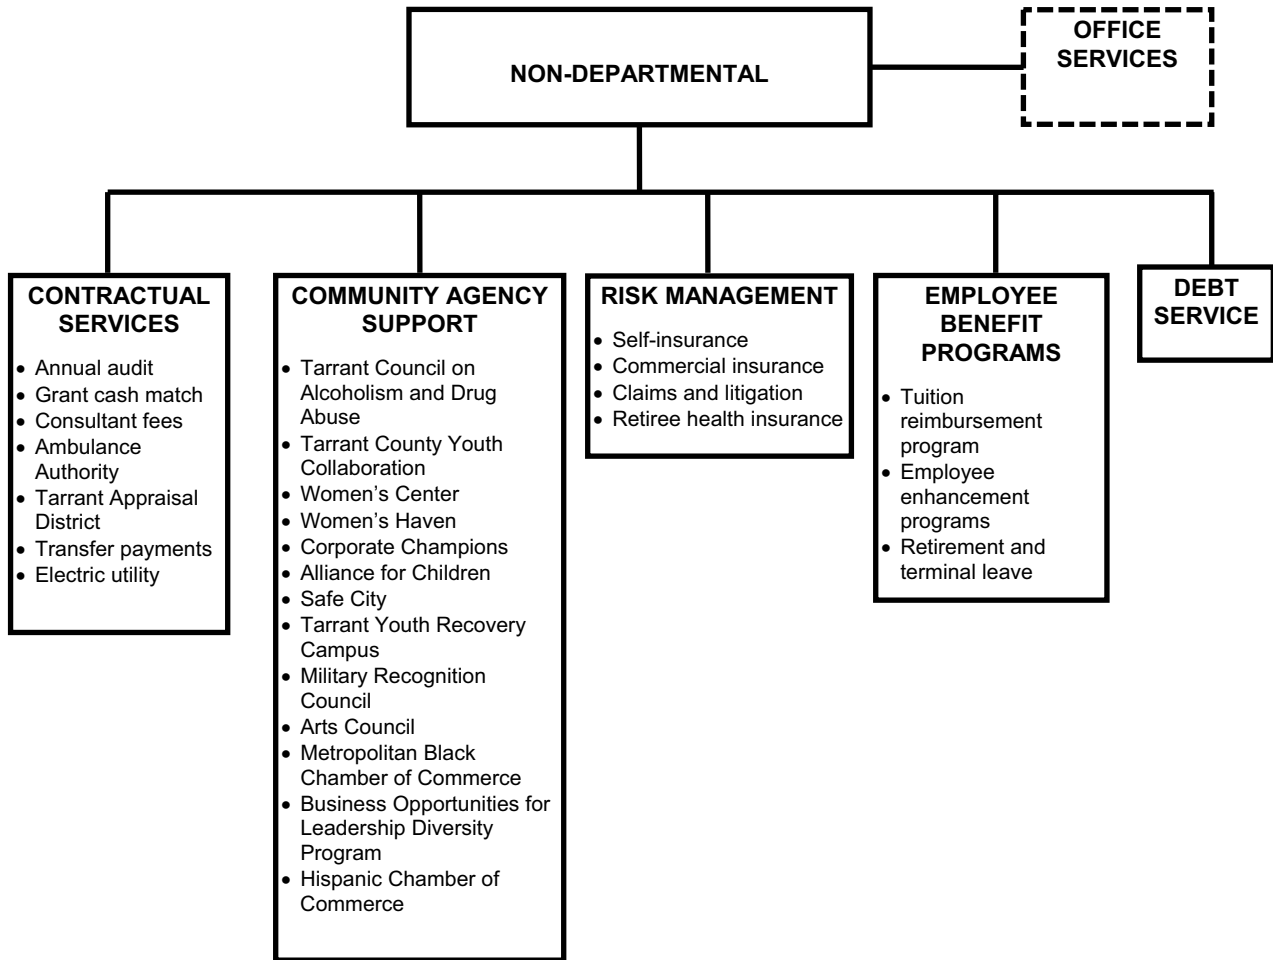 NON-DEPARTMENTAL
OFFICE
SERVICES
CONTRACTUAL
SERVICES
• Annual audit
• Grant cash match
• Consultant fees
• Ambulance
Authority
• Tarrant Appraisal
District
• Transfer payments
• Electric utility
COMMUNITY AGENCY
SUPPORT
• Tarrant Council on
Alcoholism and Drug
Abuse
• Tarrant County Youth
Collaboration
• Women’s Center
• Women’s Haven
• Corporate Champions
• Alliance for Children
• Safe City
• Tarrant Youth Recovery
Campus
• Military Recognition
Council
• Arts Council
• Metropolitan Black
Chamber of Commerce
• Business Opportunities for
Leadership Diversity
Program
• Hispanic Chamber of
Commerce
RISK MANAGEMENT
• Self-insurance
• Commercial insurance
• Claims and litigation
• Retiree health insurance
EMPLOYEE
BENEFIT
PROGRAMS
• Tuition
reimbursement
program
• Employee
enhancement
programs
• Retirement and
terminal leave
DEBT
SERVICE